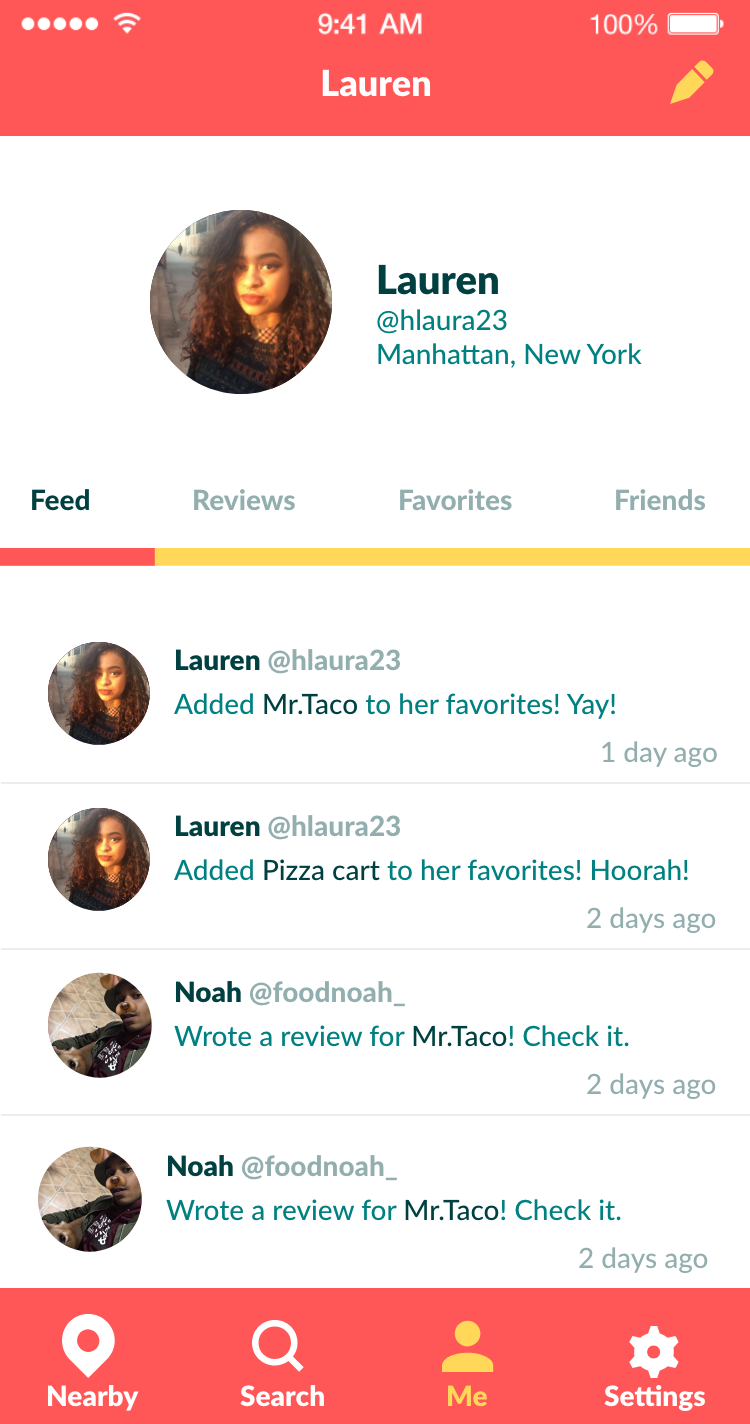 9:41 AM
100%
Lauren
Lauren
@hlaura23
Manhattan, New York
Feed
Reviews
Favorites
Friends
Lauren @hlaura23
Added Mr.Taco to her favorites! Yay!
1 day ago
Lauren @hlaura23
Added Pizza cart to her favorites! Hoorah!
2 days ago
Noah @foodnoah_
Wrote a review for Mr.Taco! Check it.
2 days ago
Noah @foodnoah_
Wrote a review for Mr.Taco! Check it.
2 days ago
Nearby
Search
Me
Settings